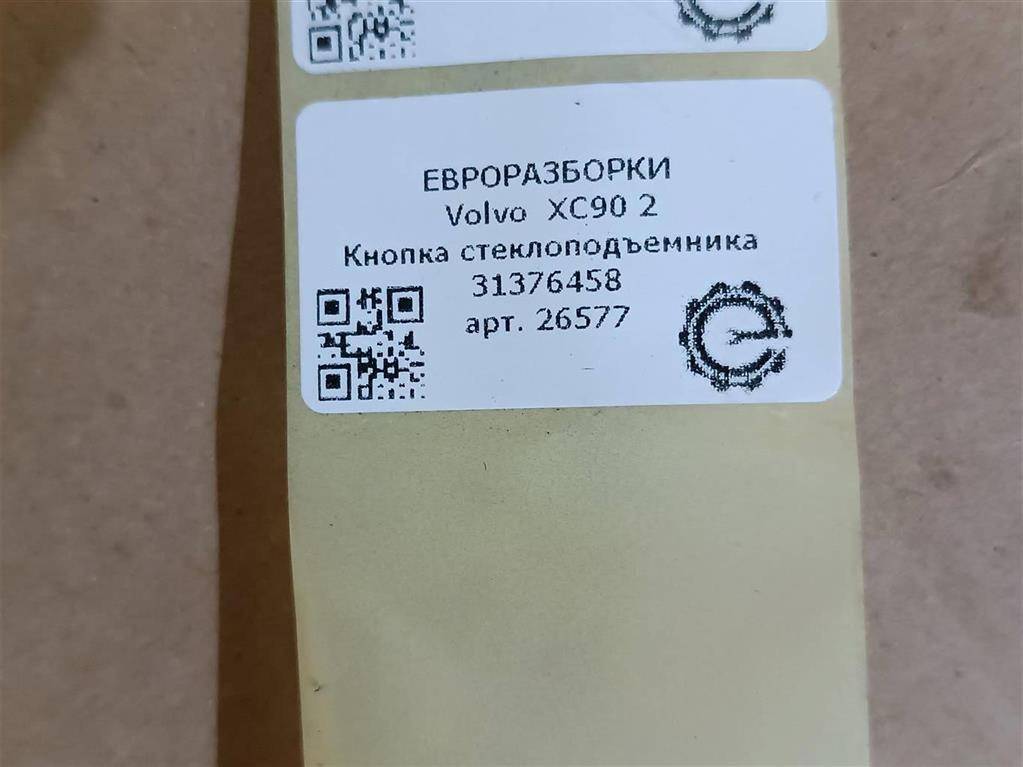 ЕВРОРАЗБОРКИ
Volvo XC90 2
Кнопка стеклоподъемника
31376458
арт. 26577